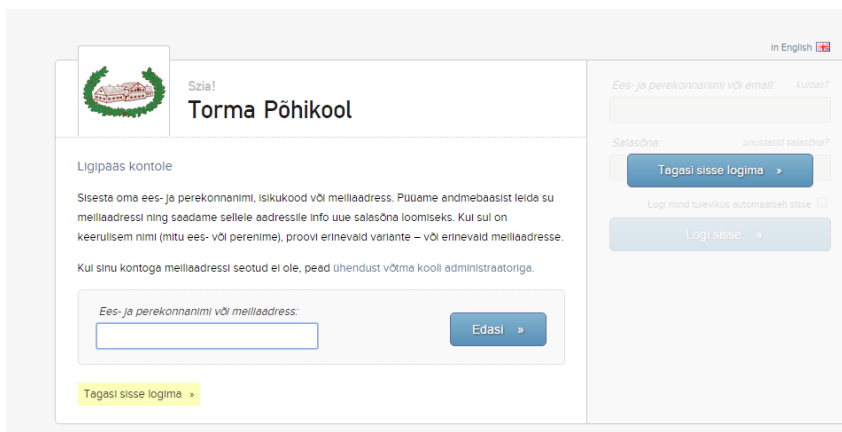 in English
Szia!
Torma Põhikool
Ligipääs kontole
Sisesta oma ees- ja perekonnanimi, isikukood või meiliaadress. Püüame andmebaasist leida su
meiliaadressi ning saadame sellele aadressile info uue salasõna loomiseks. Kui sul on
keerulisem nimi (mitu ees- või perenime), proovi erinevaid variante – või erinevaid meiliaadresse.
Kui sinu kontoga meiliaadressi seotud ei ole, pead ühendust võtma kooli administraatoriga.
Ees- ja perekonnanimi või meiliaadress:
Edasi »
Tagasi sisse logima »
Ees- ja perekonnanimi või email: kuidas?
Salasõna: unustasid salasõna?
Tagasi sisse logima »
Logi mind tulevikus automaatselt sisse
Logi sisse »